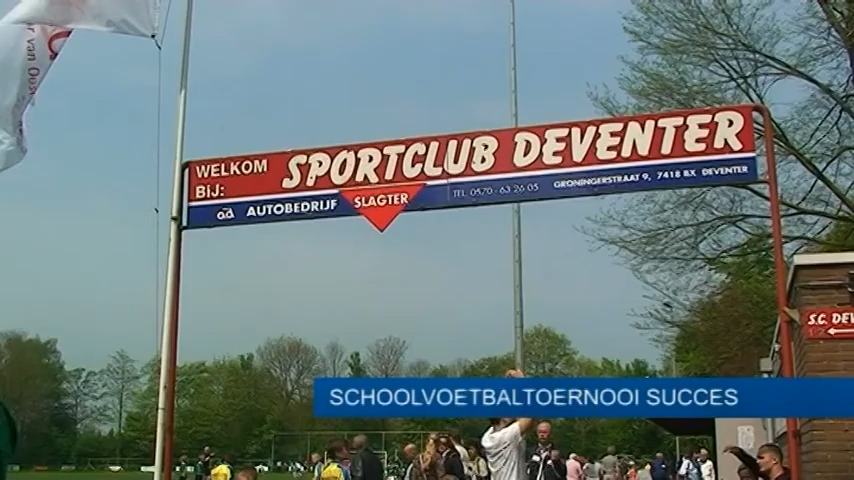 WELKOM
BIJ:
SPORTCLUB DEVENTER
ad AUTOBEDRIJF SLAGTER TEL. 0570 - 63 26 05 GRONINGERSTRAAT 9, 7418 BX DEVENTER
S.C. DEV
SCHOOLVOETBALTOERNOOI SUCCES